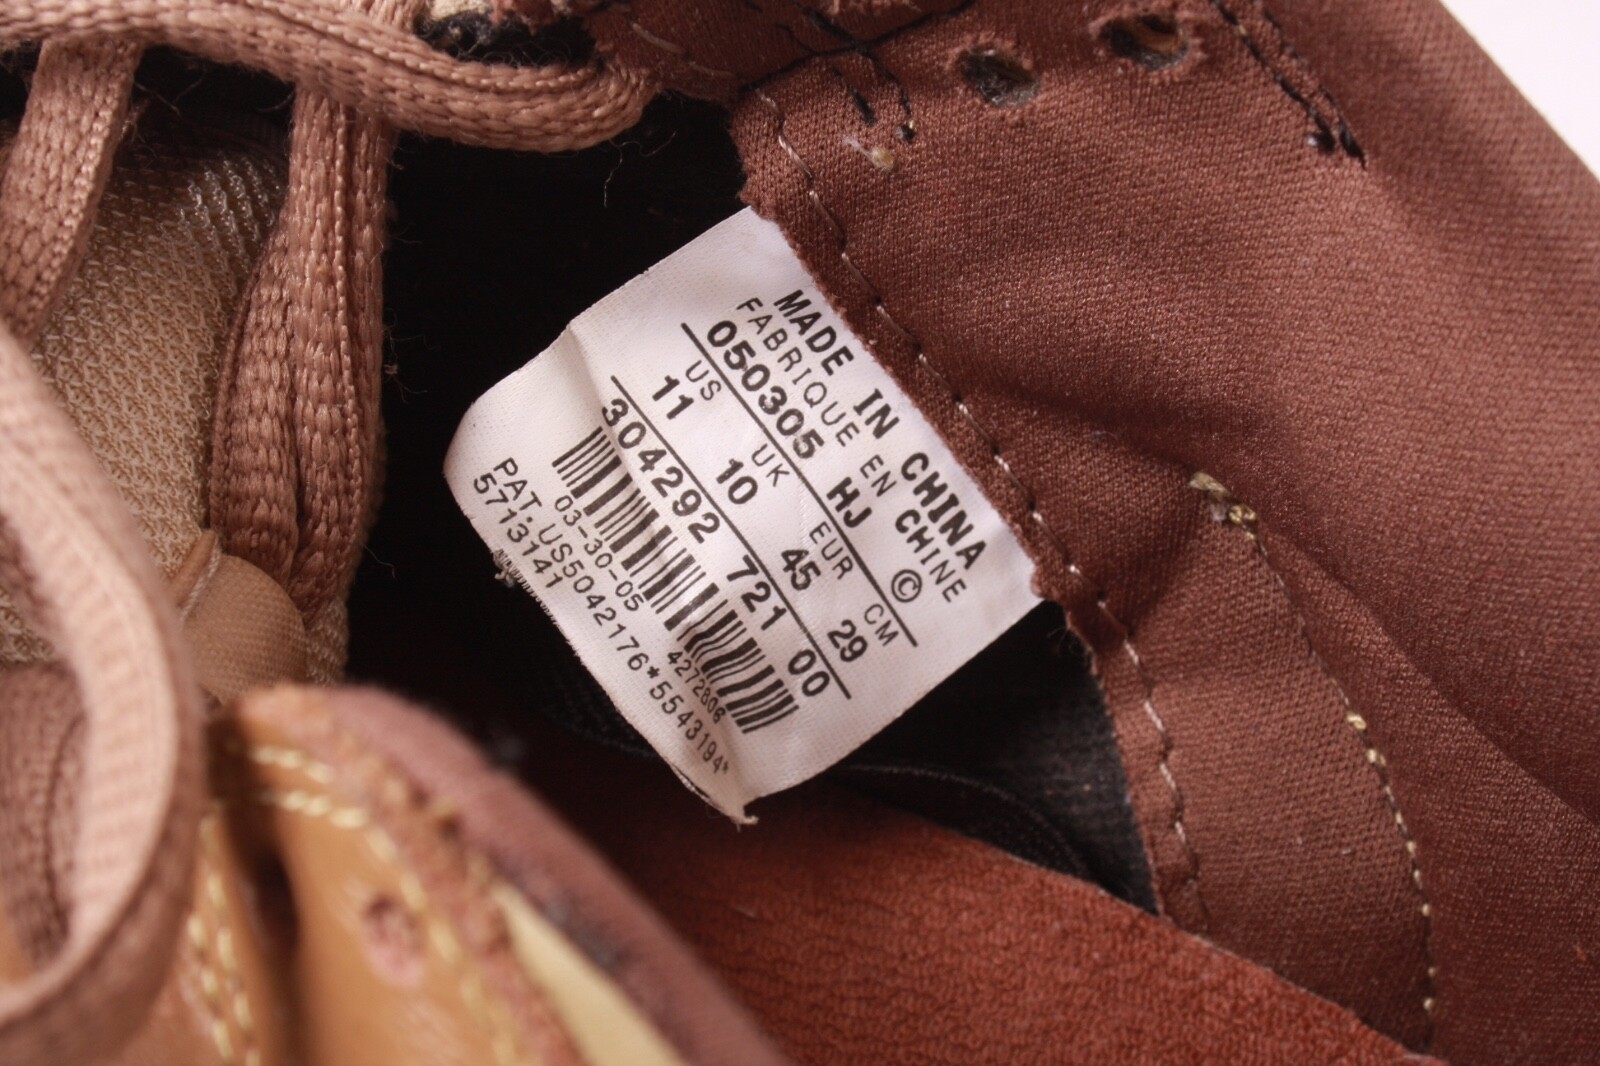 MADE IN CHINA
FABRIQUE EN CHINE
050305 HJ ©
US UK EUR CM
11 10 45 29
304292 721 00
03-30-05 4272806
PAT.US5042176*5543194*
5713141